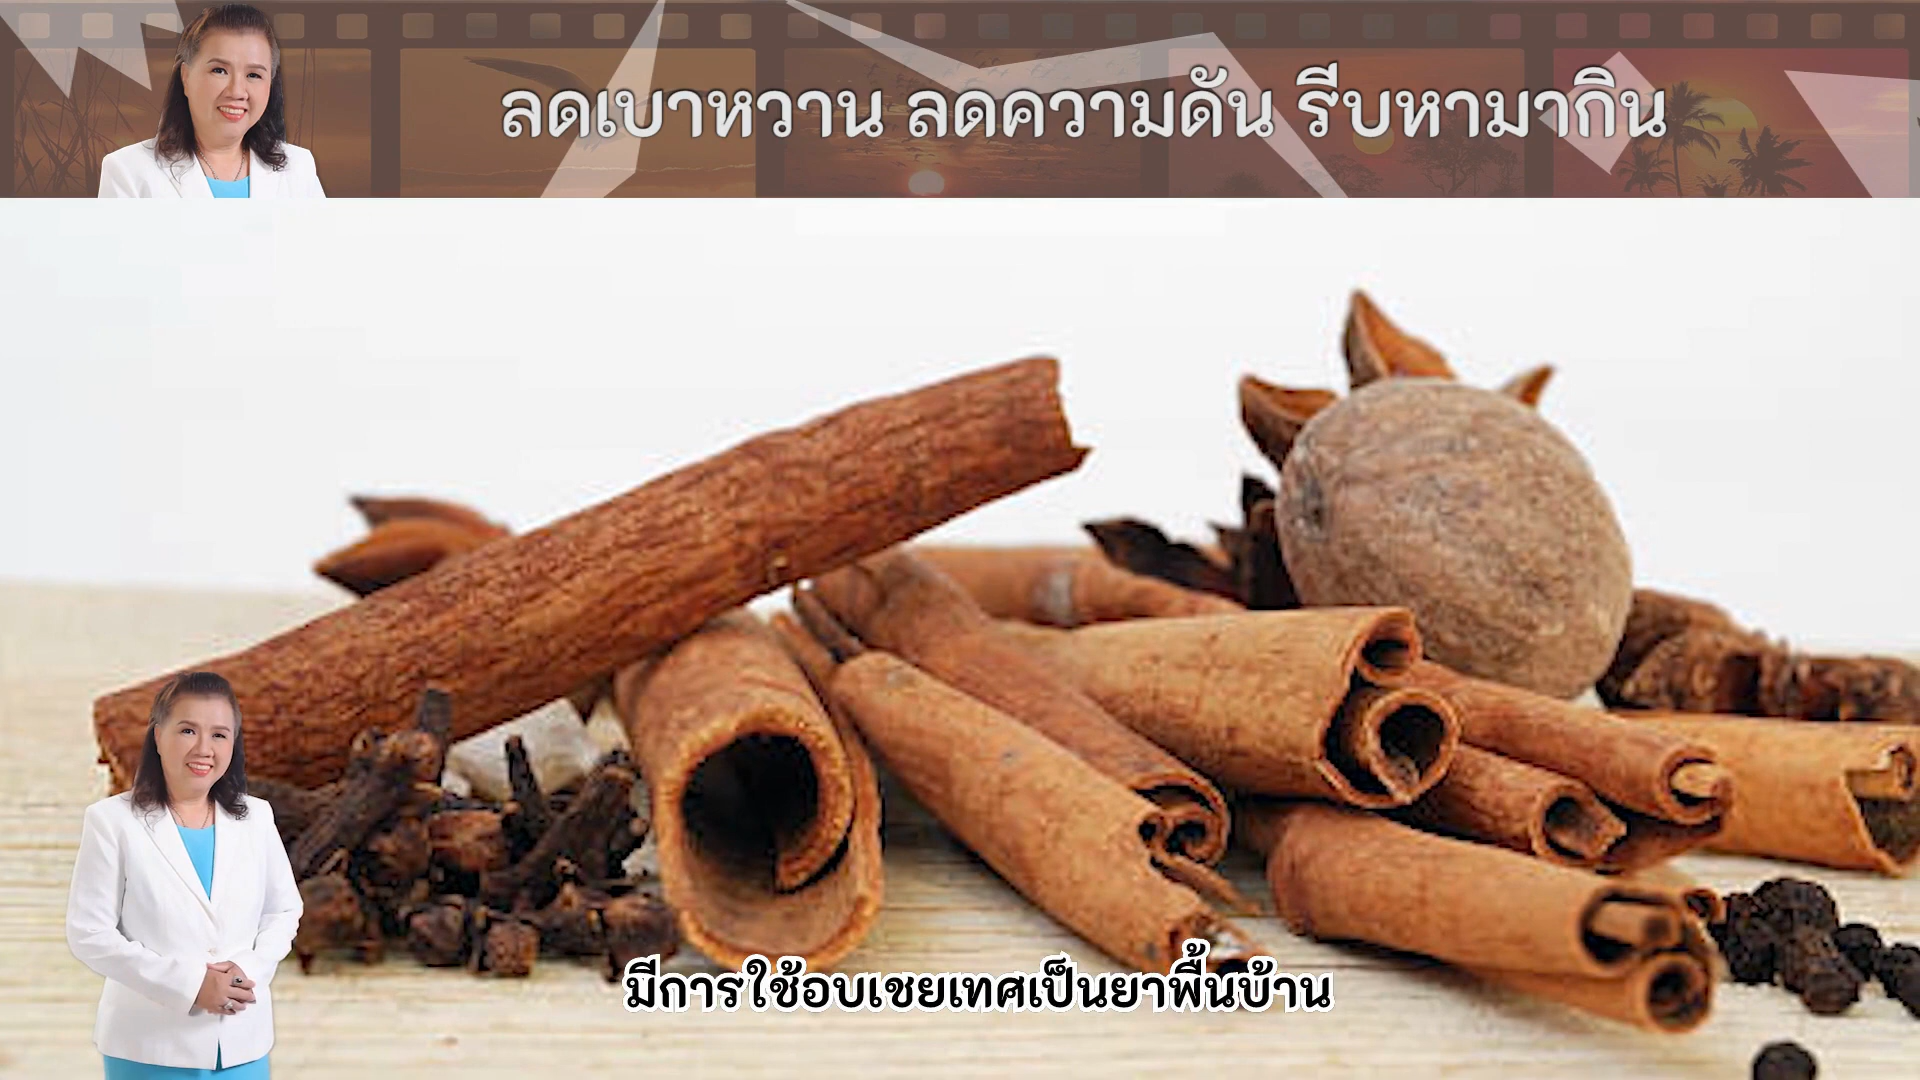 ลดเบาหวาน ลดความดัน รีบหามากิน
มีการใช้อบเชยเทศเป็นยาพื้นบ้าน